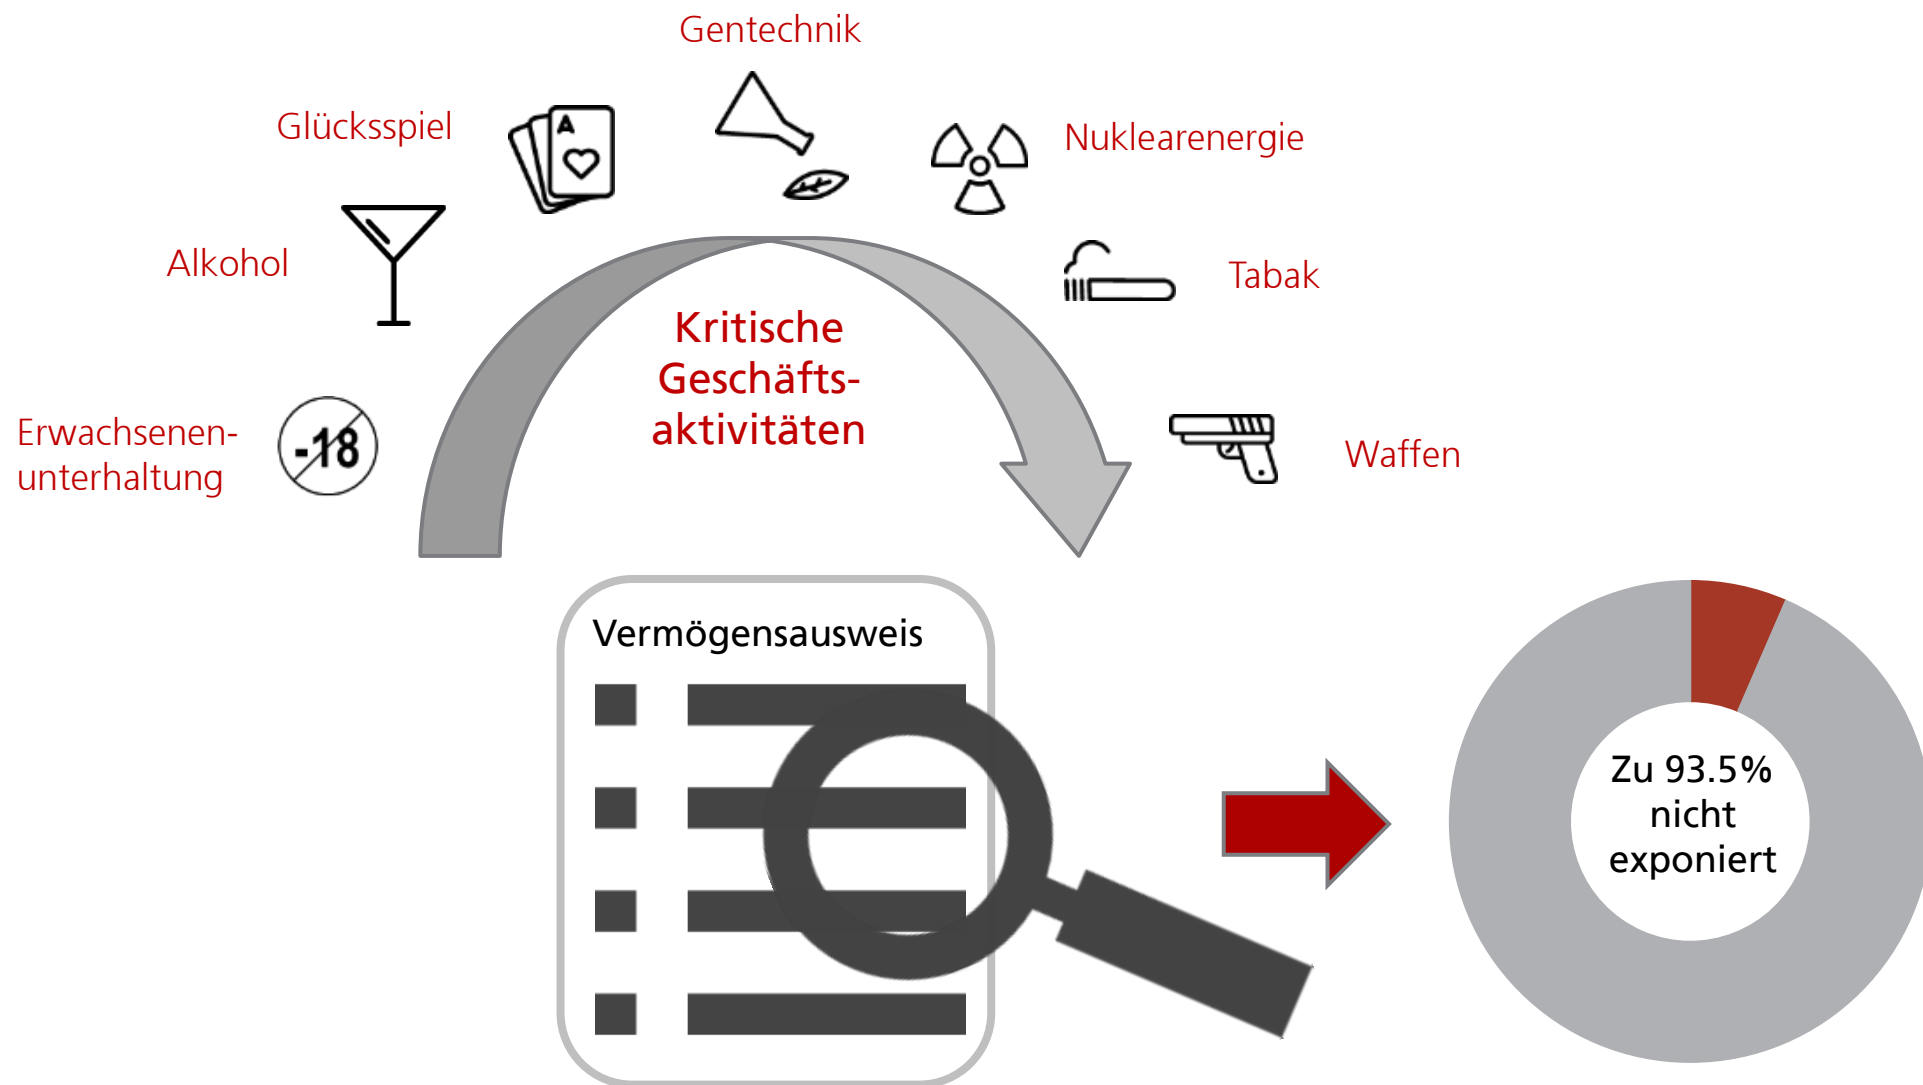 Gentechnik
Glücksspiel
A
Nuklearenergie
Alkohol
Tabak
Kritische
Geschäfts-
aktivitäten
Erwachsenen-
unterhaltung
-18
Waffen
Vermögensausweis
Zu 93.5%
nicht
exponiert